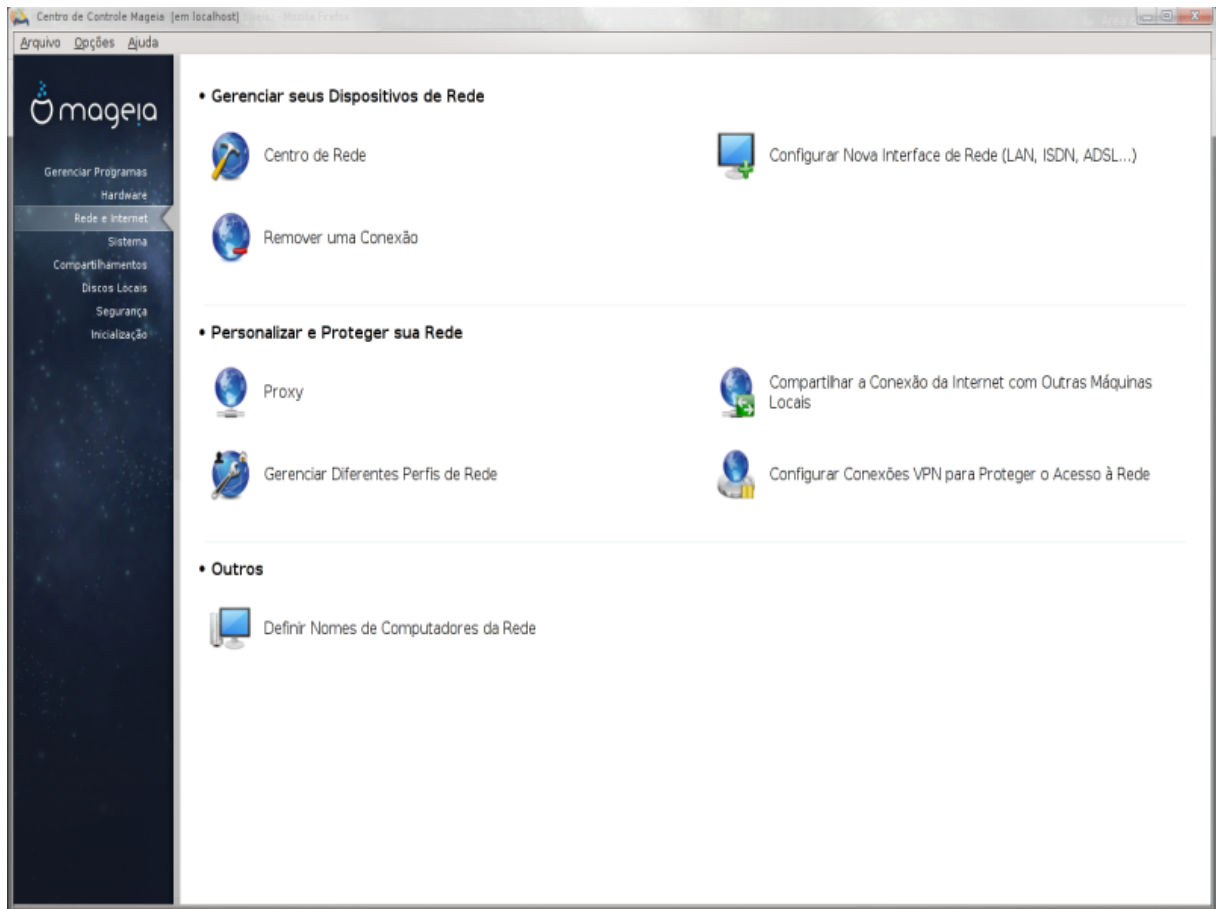 Centro de Controle Mageia [em localhost]
Arquivo Opções Ajuda
mageia
Gerenciar Programas
Hardware
Rede e Internet
Sistema
Compartilhamentos
Discos Locais
Segurança
Inicialização
• Gerenciar seus Dispositivos de Rede
Centro de Rede
Configurar Nova Interface de Rede (LAN, ISDN, ADSL...)
Remover uma Conexão
• Personalizar e Proteger sua Rede
Proxy
Compartilhar a Conexão da Internet com Outras Máquinas
Locais
Gerenciar Diferentes Perfis de Rede
Configurar Conexões VPN para Proteger o Acesso à Rede
• Outros
Definir Nomes de Computadores da Rede